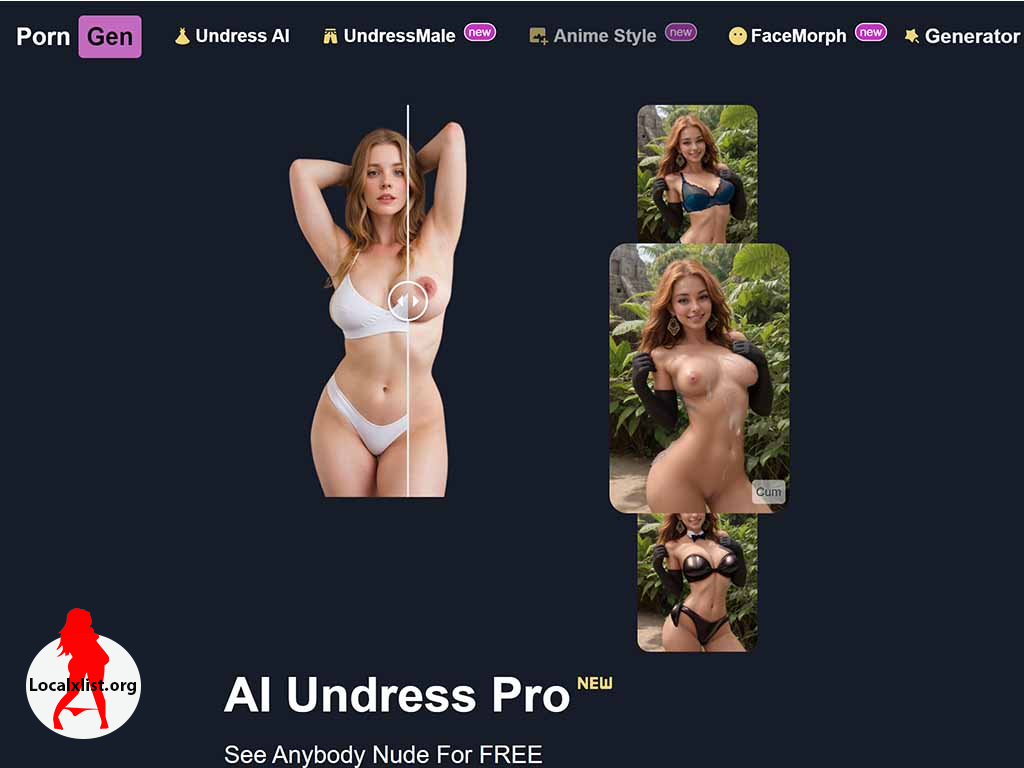 Porn Gen Undress AI UndressMale new Anime Style new FaceMorph new Generator
Cum
Localxlist.org
AI Undress Pro NEW
See Anybody Nude For FREE